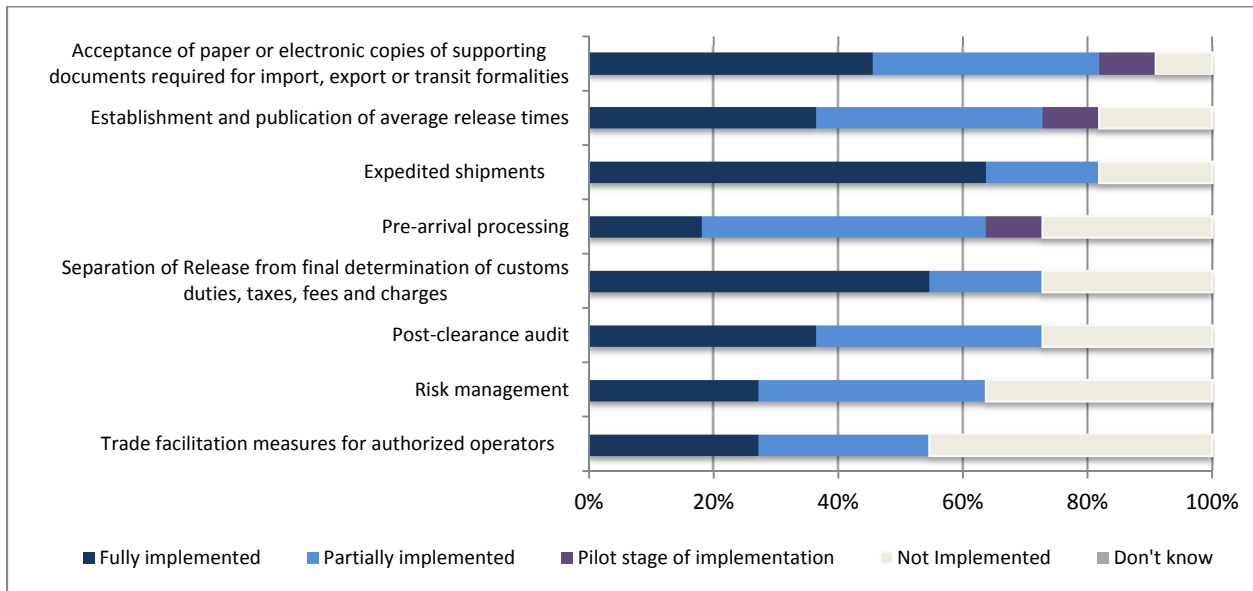 Acceptance of paper or electronic copies of supporting
documents required for import, export or transit formalities
Establishment and publication of average release times
Expedited shipments
Pre-arrival processing
Separation of Release from final determination of customs
duties, taxes, fees and charges
Post-clearance audit
Risk management
Trade facilitation measures for authorized operators
0% 20% 40% 60% 80% 100%
Fully implemented Partially implemented Pilot stage of implementation Not Implemented Don't know